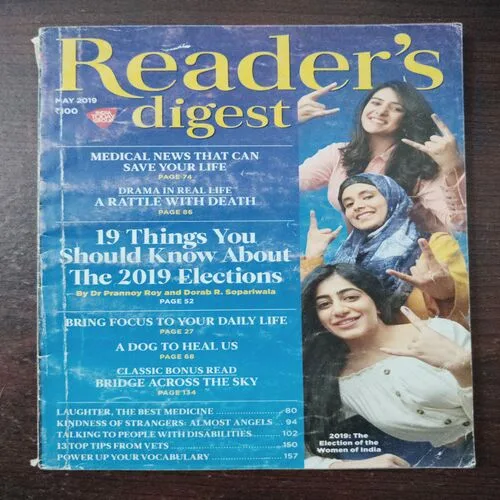 Reader's
digest
MAY 2019
₹100
INDIA
TODAY
GROUP
MEDICAL NEWS THAT CAN
SAVE YOUR LIFE
PAGE 74
DRAMA IN REAL LIFE
A RATTLE WITH DEATH
PAGE 86
19 Things You
Should Know About
The 2019 Elections
By Dr Prannoy Roy and Dorab R. Sopariwala
PAGE 52
BRING FOCUS TO YOUR DAILY LIFE
PAGE 27
A DOG TO HEAL US
PAGE 68
CLASSIC BONUS READ
BRIDGE ACROSS THE SKY
PAGE 134
LAUGHTER, THE BEST MEDICINE 80
KINDNESS OF STRANGERS: ALMOST ANGELS 94
TALKING TO PEOPLE WITH DISABILITIES 102
13 TOP TIPS FROM VETS 150
POWER UP YOUR VOCABULARY 157
2019: The
Election of the
Women of India